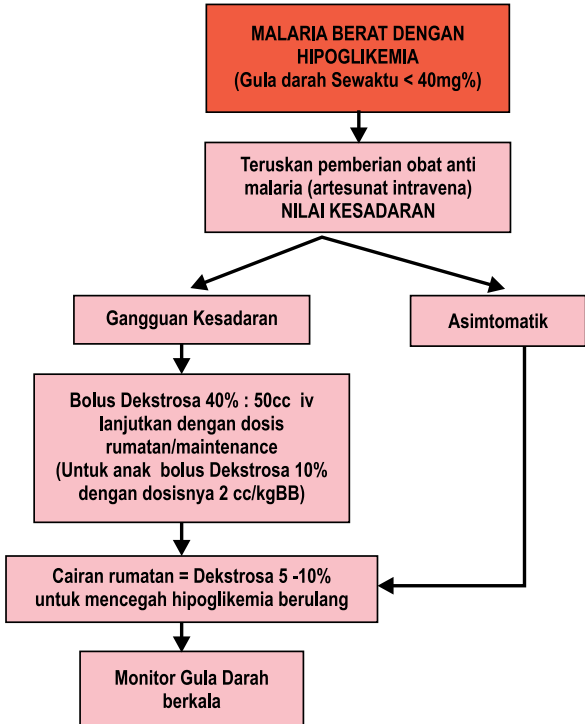 MALARIA BERAT DENGAN
HIPOGLIKEMIA
(Gula darah Sewaktu < 40mg%)
Teruskan pemberian obat anti
malaria (artesunat intravena)
NILAI KESADARAN
Gangguan Kesadaran
Asimtomatik
Bolus Dekstrosa 40% : 50cc iv
lanjutkan dengan dosis
rumatan/maintenance
(Untuk anak bolus Dekstrosa 10%
dengan dosisnya 2 cc/kgBB)
Cairan rumatan = Dekstrosa 5 -10%
untuk mencegah hipoglikemia berulang
Monitor Gula Darah
berkala